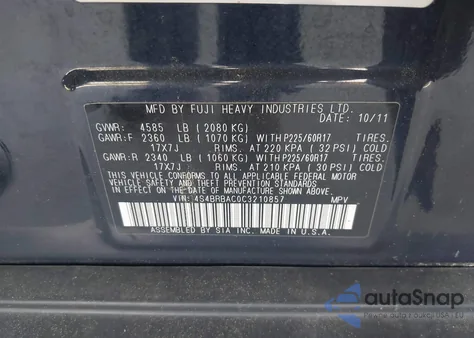 MFD BY FUJI HEAVY INDUSTRIES LTD.
DATE: 10/11
GVWR: 4585 LB (2080 KG)
GAWR:F 2360 LB (1070 KG) WITH P225/60R17 TIRES.
17X7J RIMS. AT 220 KPA ( 32 PSI) COLD
GAWR:R 2340 LB (1060 KG) WITH P225/60R17 TIRES.
17X7J RIMS. AT 210 KPA ( 30 PSI) COLD
THIS VEHICLE CONFORMS TO ALL APPLICABLE FEDERAL
MOTOR VEHICLE SAFETY, BUMPER, AND THEFT PREVENTION
STANDARDS IN EFFECT ON THE DATE OF MANUFACTURE
SHOWN ABOVE.
VIN: 4S4BRBAC0C3210857 MPV
ASSEMBLED BY SIA INC. IN U.S.A.
autoSnap